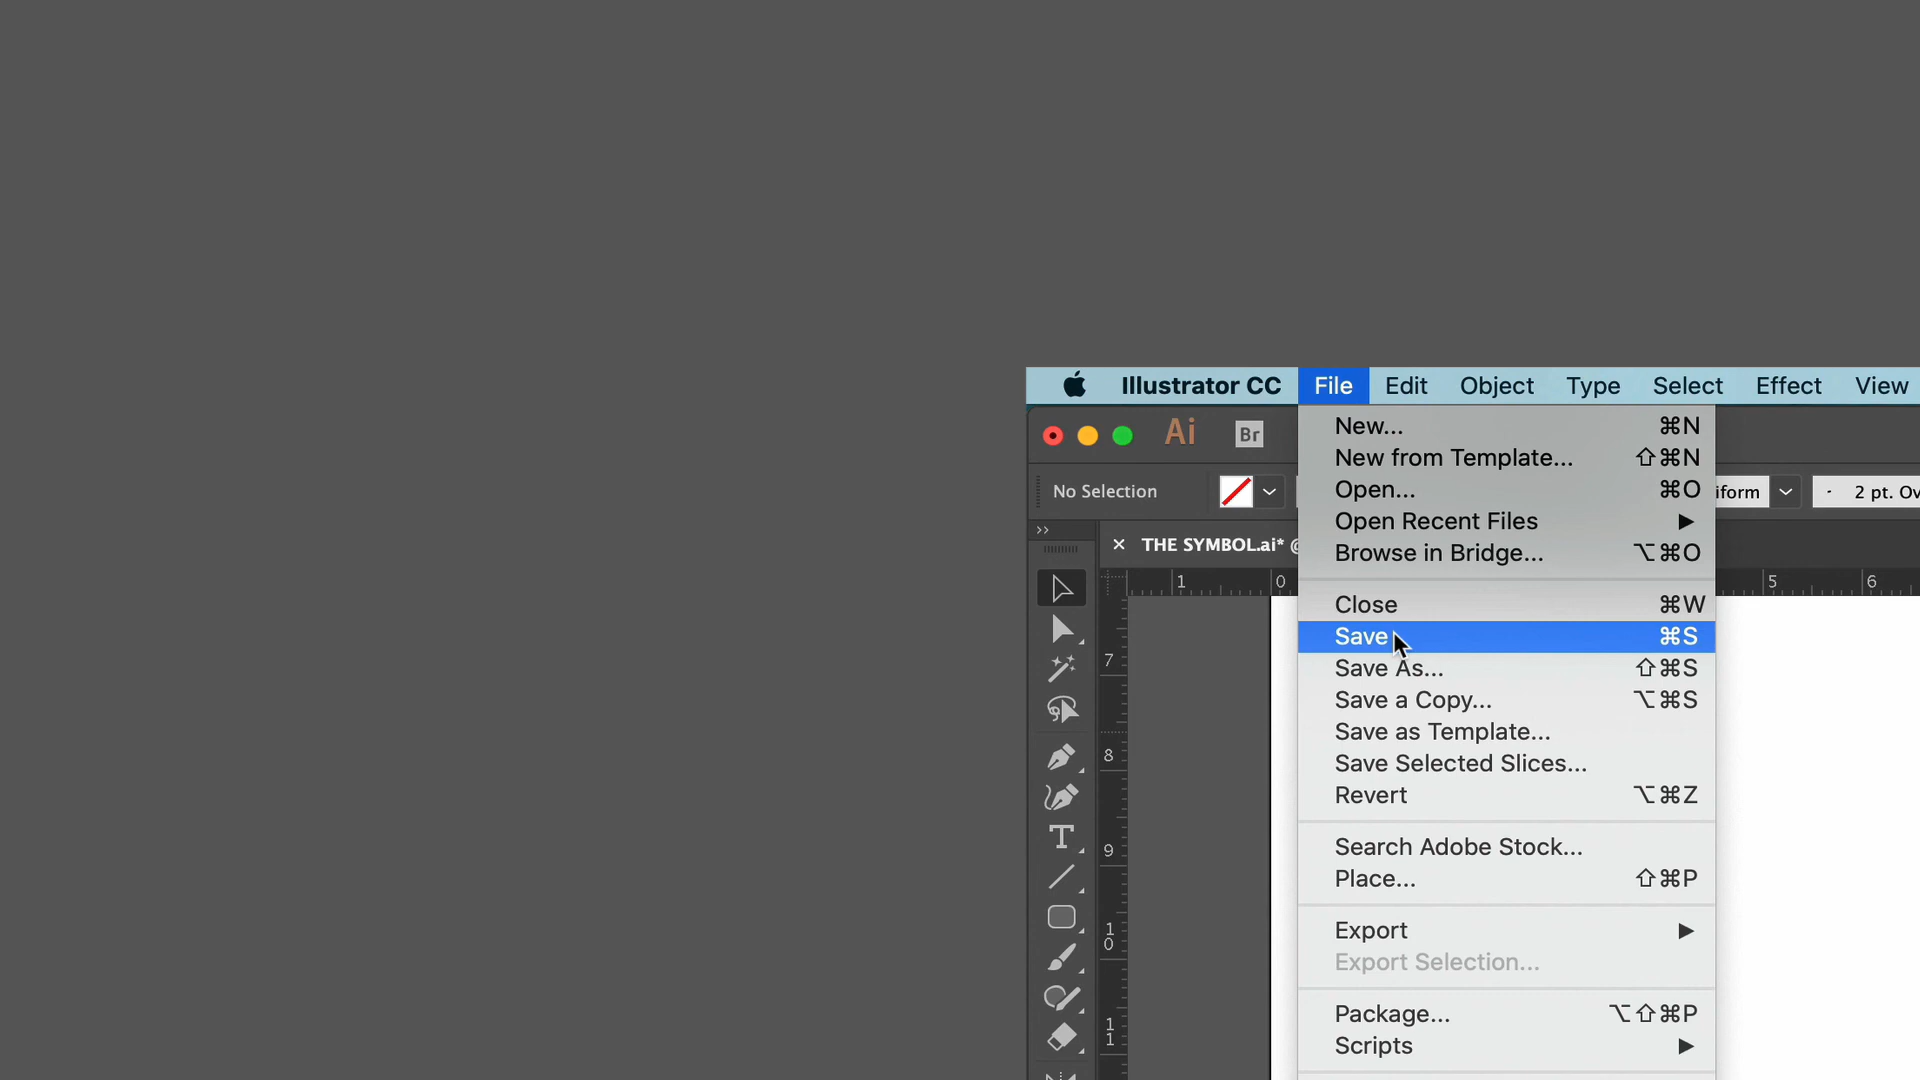 Illustrator CC File Edit Object Type Select Effect View
Ai Br
No Selection iform 2 pt. Ov
THE SYMBOL.ai*
1 0 5 6
7
8
9
10
11
New... ⌘N
New from Template... ⇧⌘N
Open... ⌘O
Open Recent Files ▶
Browse in Bridge... ⌥⌘O
Close ⌘W
Save ⌘S
Save As... ⇧⌘S
Save a Copy... ⌥⌘S
Save as Template...
Save Selected Slices...
Revert ⌥⌘Z
Search Adobe Stock...
Place... ⇧⌘P
Export ▶
Export Selection...
Package... ⌥⇧⌘P
Scripts ▶